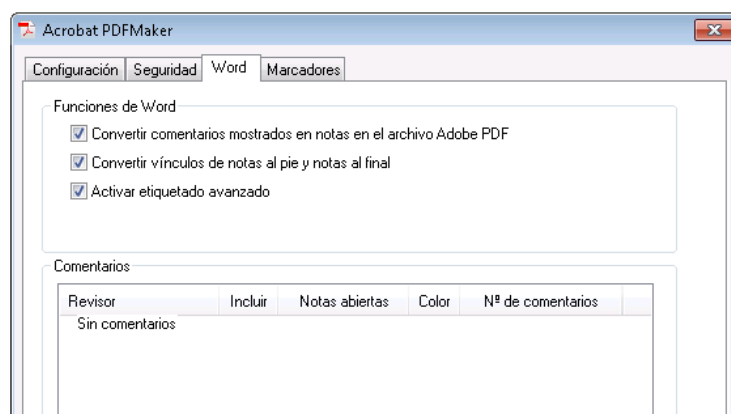 Acrobat PDFMaker
Configuración Seguridad Word Marcadores
Funciones de Word
Convertir comentarios mostrados en notas en el archivo Adobe PDF
Convertir vínculos de notas al pie y notas al final
Activar etiquetado avanzado
Comentarios
Revisor Incluir Notas abiertas Color Nº de comentarios
Sin comentarios